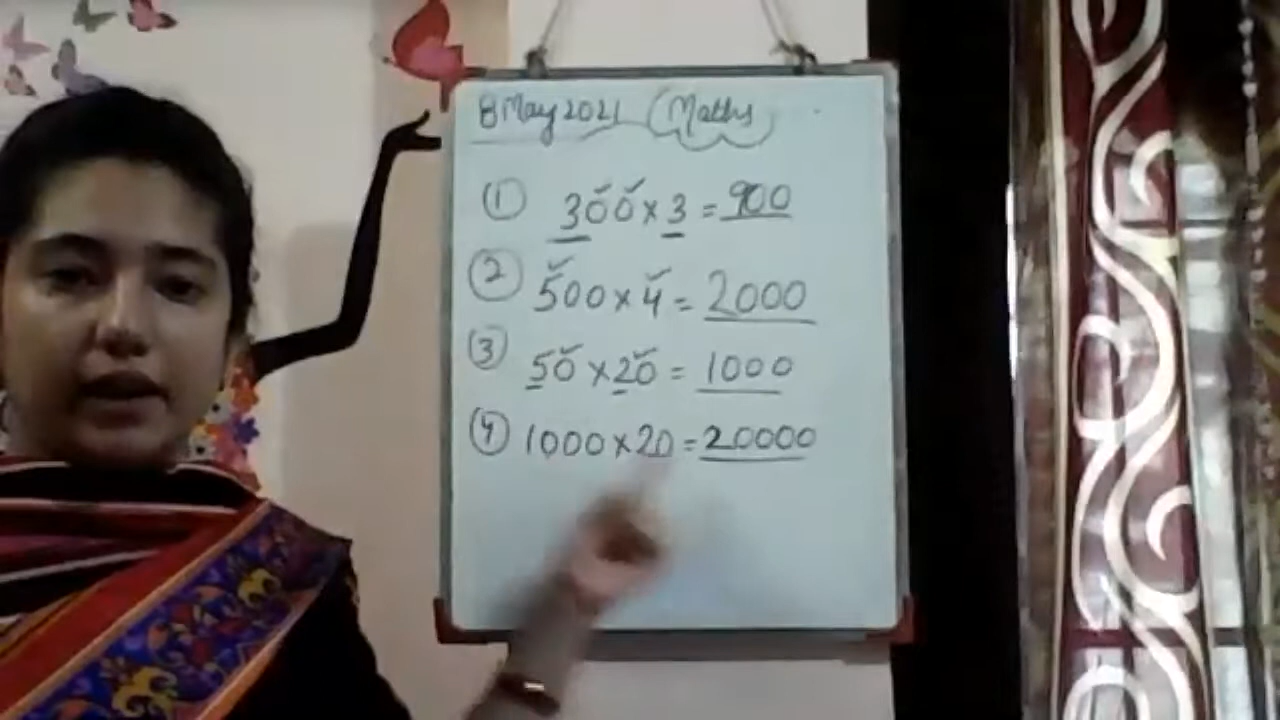 8 May 2021 (Maths)
① 300 × 3 = 900
② 500 × 4 = 2000
③ 50 × 20 = 1000
④ 1000 × 20 = 20000